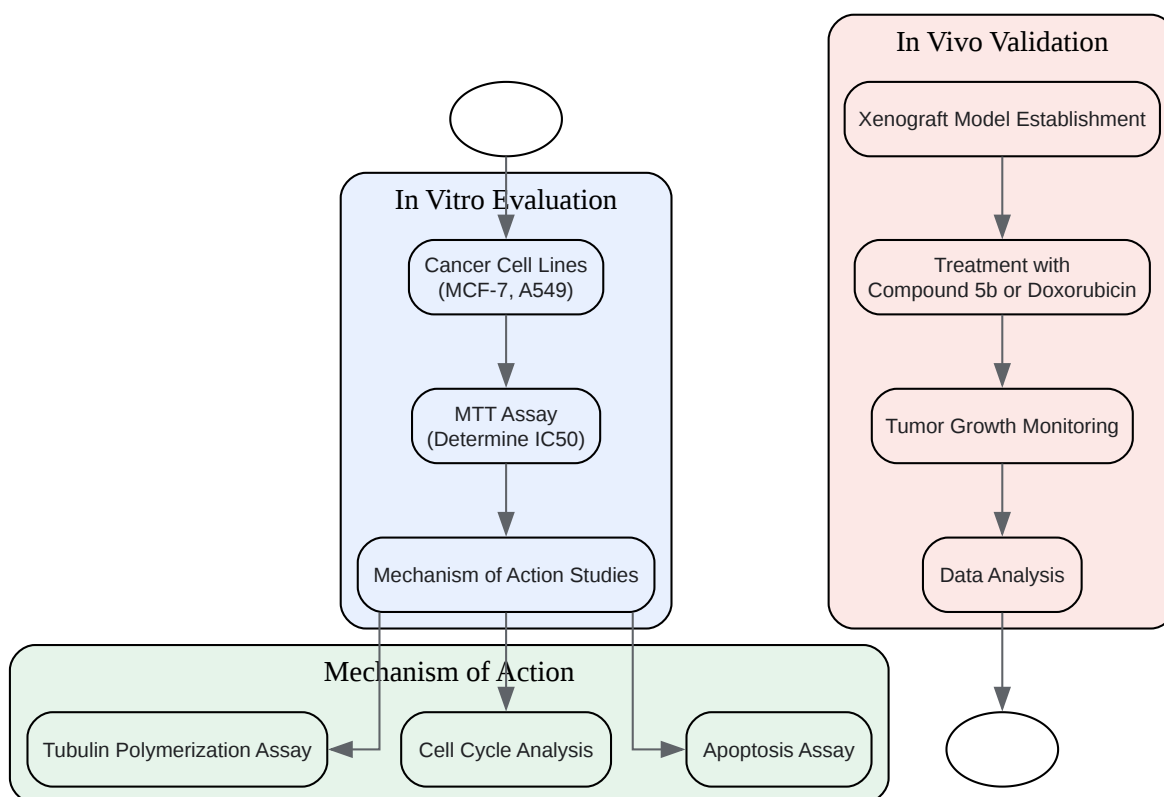 In Vitro Evaluation
Cancer Cell Lines
(MCF-7, A549)
MTT Assay
(Determine IC50)
Mechanism of Action Studies
Mechanism of Action
Tubulin Polymerization Assay
Cell Cycle Analysis
Apoptosis Assay
In Vivo Validation
Xenograft Model Establishment
Treatment with
Compound 5b or Doxorubicin
Tumor Growth Monitoring
Data Analysis